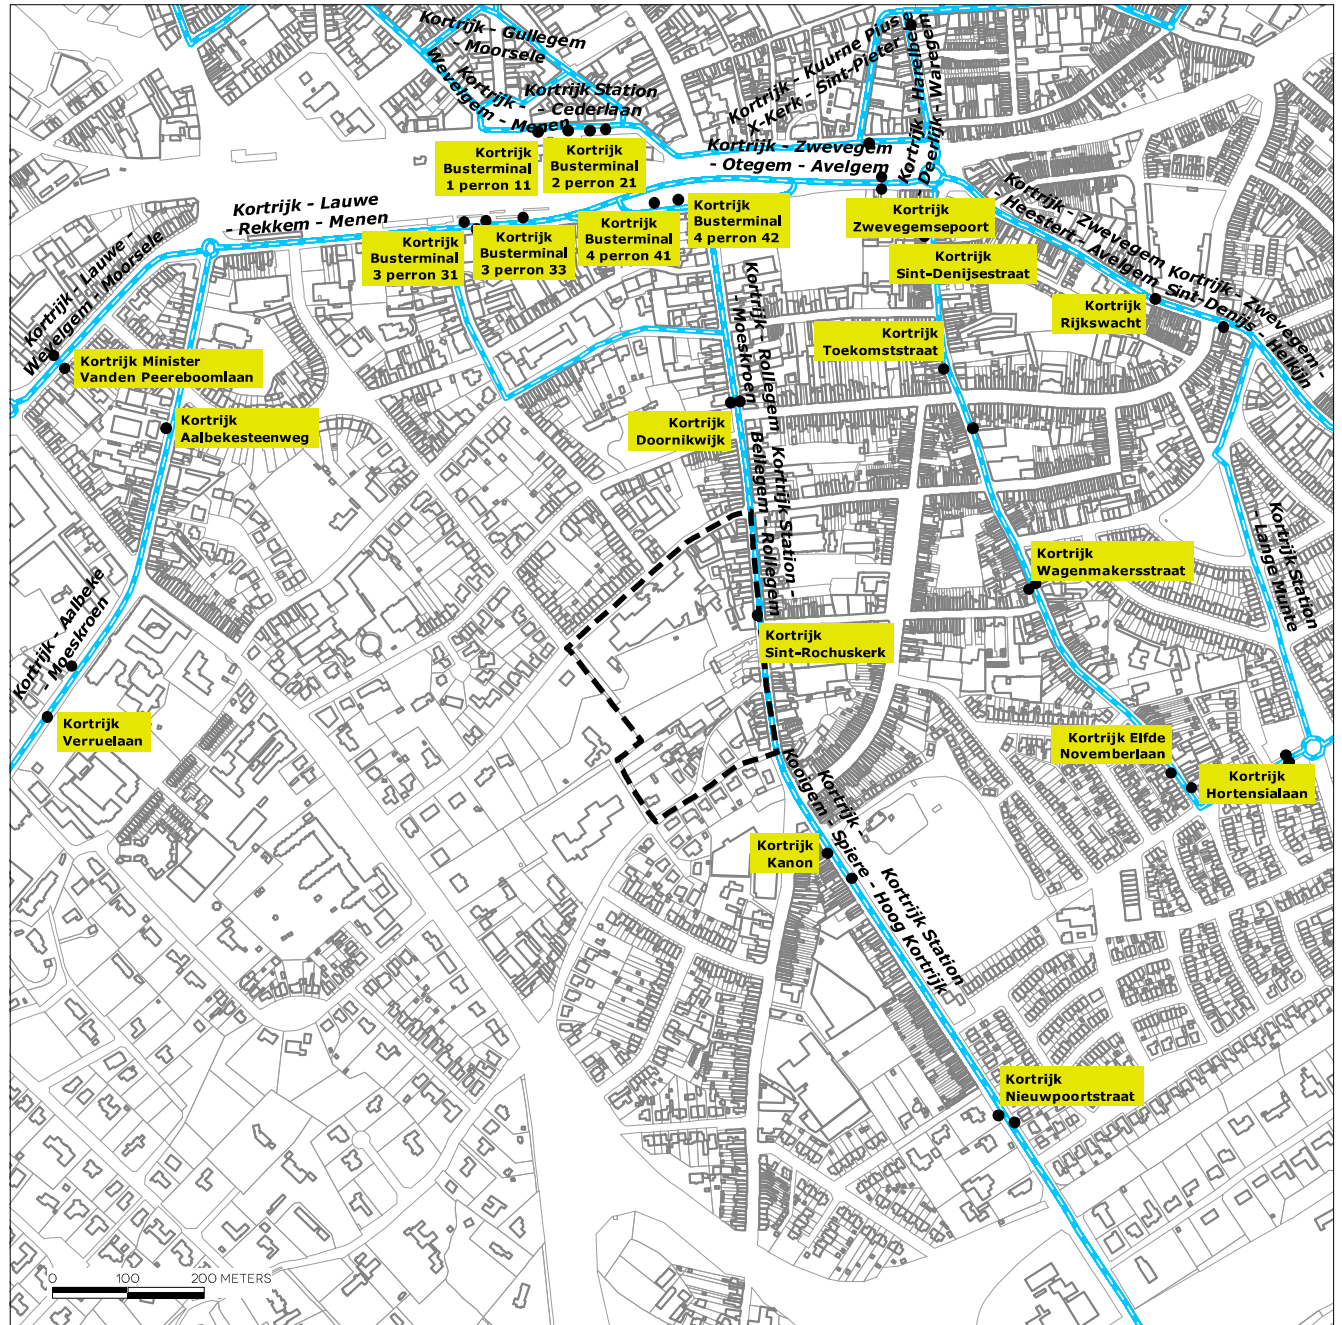 Kortrijk - Gullegem
- Moorsele
Kortrijk -
Wevelgem - Menen
Kortrijk Station
- Cederlaan
Kortrijk - Kuurne Pius
X-Kerk - Sint-Pieter
Kortrijk - Harelbeke
- Deerlijk - Waregem
Kortrijk - Zwevegem
- Otegem - Avelgem
Kortrijk
Busterminal
1 perron 11
Kortrijk
Busterminal
2 perron 21
Kortrijk - Lauwe
- Rekkem - Menen
Kortrijk - Lauwe -
Wevelgem - Moorsele
Kortrijk
Busterminal
3 perron 31
Kortrijk
Busterminal
3 perron 33
Kortrijk
Busterminal
4 perron 41
Kortrijk
Busterminal
4 perron 42
Kortrijk
Zwevegemsepoort
Kortrijk
Sint-Denijsestraat
Kortrijk - Zwevegem
- Heestert - Avelgem
Kortrijk - Zwevegem -
Sint-Denijs - Helkijn
Kortrijk
Rijkswacht
Kortrijk
Toekomststraat
Kortrijk Minister
Vanden Peereboomlaan
Kortrijk
Aalbekesteenweg
Kortrijk - Rollegem
- Moeskroen
Kortrijk
Doornikwijk
Kortrijk Station -
Bellegem - Rollegem
Kortrijk Station
- Lange Munte
Kortrijk
Wagenmakersstraat
Kortrijk - Aalbeke
- Moeskroen
Kortrijk
Sint-Rochuskerk
Kortrijk
Verruelaan
Kortrijk Elfde
Novemberlaan
Kortrijk
Hortensialaan
Kortrijk -
Kooigem - Spiere
Kortrijk
Kanon
Kortrijk Station
- Hoog Kortrijk
Kortrijk
Nieuwpoortstraat
0 100 200 METERS